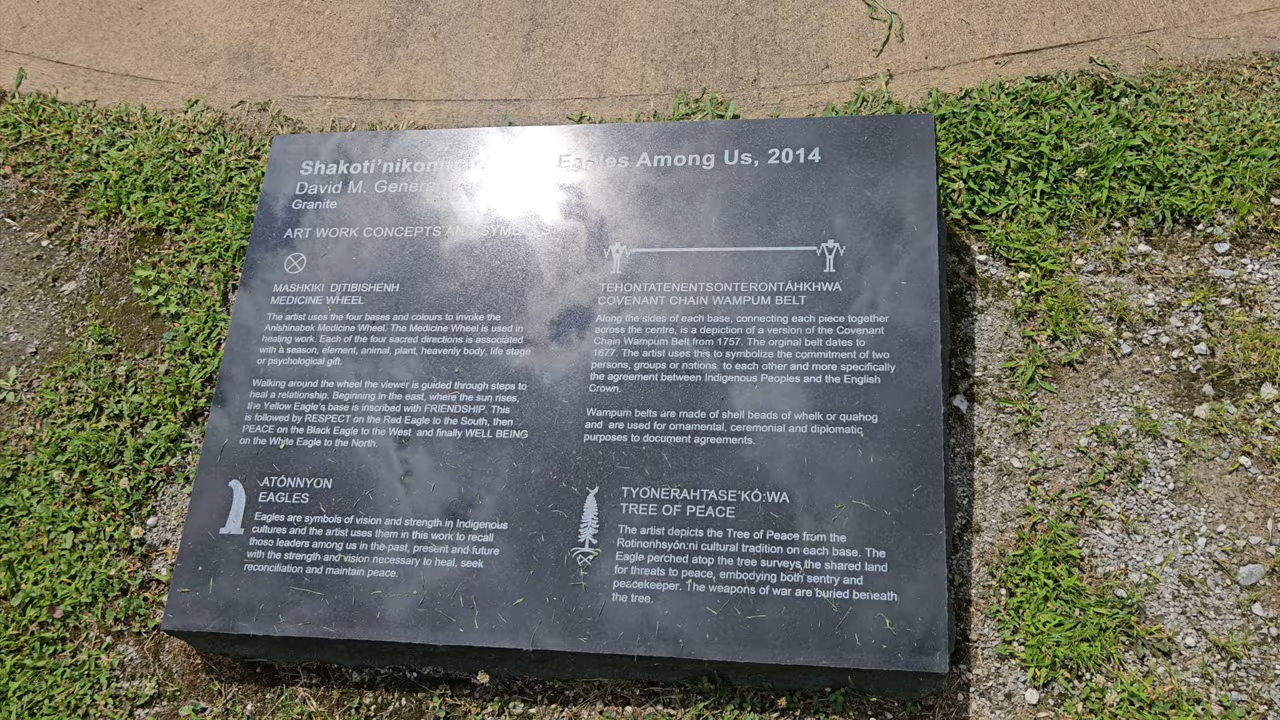 Eagles Among Us, 2014
David M. General
Granite
ART WORK CONCEPTS AND
MASHKIKI DITIBISHENH
MEDICINE WHEEL
The artist uses the four bases and colours to invoke the
Anishinabek Medicine Wheel. The Medicine Wheel is used in
healing work. Each of the four sacred directions is associated
with a season, element, animal, plant, heavenly body, life stage
or psychological gift.
Walking around the wheel the viewer is guided through steps to
heal a relationship. Beginning in the east, where the sun rises,
the Yellow Eagle's base is inscribed with FRIENDSHIP. This
is followed by RESPECT on the Red Eagle to the South, then
PEACE on the Black Eagle to the West and finally WELL BEING
on the White Eagle to the North.
ATÓNNYON
EAGLES
Eagles are symbols of vision and strength in Indigenous
cultures and the artist uses them in this work to recall
those leaders among us in the past, present and future
with the strength and vision necessary to heal, seek
reconciliation and maintain peace.
TEHONTATENENTSONTERONTÁHKHWA
COVENANT CHAIN WAMPUM BELT
Along the sides of each base, connecting each piece together
across the centre, is a depiction of a version of the Covenant
Chain Wampum Belt from 1757. The orginal belt dates to
1677. The artist uses this to symbolize the commitment of two
persons, groups or nations to each other and more specifically
the agreement between Indigenous Peoples and the English
Crown.
Wampum belts are made of shell beads of whelk or quahog
and are used for ornamental, ceremonial and diplomatic
purposes to document agreements.
TYONERAHTASE'KÓ:WA
TREE OF PEACE
The artist depicts the Tree of Peace from the
Rotinonhsyón:ni cultural tradition on each base. The
Eagle perched atop the tree surveys the shared land
for threats to peace, embodying both sentry and
peacekeeper. The weapons of war are buried beneath
the tree.